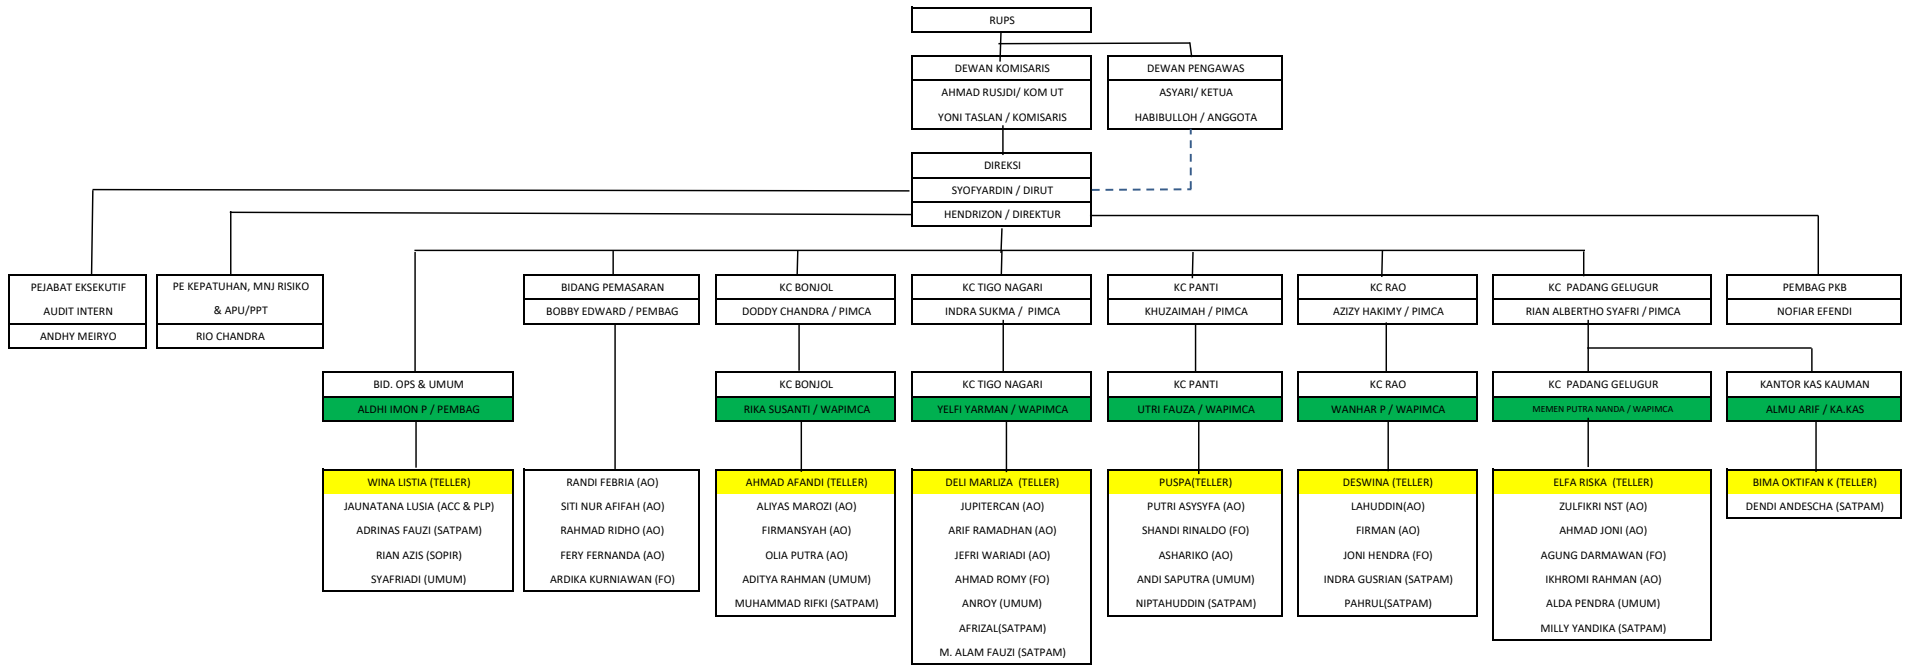 RUPS
DEWAN KOMISARIS
AHMAD RUSJDI/ KOM UT
YONI TASLAN / KOMISARIS
DEWAN PENGAWAS
ASYARI/ KETUA
HABIBULLOH / ANGGOTA
DIREKSI
SYOFYARDIN / DIRUT
HENDRIZON / DIREKTUR
PEJABAT EKSEKUTIF
AUDIT INTERN
ANDHY MEIRYO
PE KEPATUHAN, MNJ RISIKO
& APU/PPT
RIO CHANDRA
BIDANG PEMASARAN
BOBBY EDWARD / PEMBAG
KC BONJOL
DODDY CHANDRA / PIMCA
KC TIGO NAGARI
INDRA SUKMA / PIMCA
KC PANTI
KHUZAIMAH / PIMCA
KC RAO
AZIZY HAKIMY / PIMCA
KC PADANG GELUGUR
RIAN ALBERTHO SYAFRI / PIMCA
PEMBAG PKB
NOFIAR EFENDI
BID. OPS & UMUM
ALDHI IMON P / PEMBAG
KC BONJOL
RIKA SUSANTI / WAPIMCA
KC TIGO NAGARI
YELFI YARMAN / WAPIMCA
KC PANTI
UTRI FAUZA / WAPIMCA
KC RAO
WANHAR P / WAPIMCA
KC PADANG GELUGUR
MEMEN PUTRA NANDA / WAPIMCA
KANTOR KAS KAUMAN
ALMU ARIF / KA.KAS
WINA LISTIA (TELLER)
JAUNATANA LUSIA (ACC & PLP)
ADRINAS FAUZI (SATPAM)
RIAN AZIS (SOPIR)
SYAFRIADI (UMUM)
RANDI FEBRIA (AO)
SITI NUR AFIFAH (AO)
RAHMAD RIDHO (AO)
FERY FERNANDA (AO)
ARDIKA KURNIAWAN (FO)
AHMAD AFANDI (TELLER)
ALIYAS MAROZI (AO)
FIRMANSYAH (AO)
OLIA PUTRA (AO)
ADITYA RAHMAN (UMUM)
MUHAMMAD RIFKI (SATPAM)
DELI MARLIZA (TELLER)
JUPITERCAN (AO)
ARIF RAMADHAN (AO)
JEFRI WARIADI (AO)
AHMAD ROMY (FO)
ANROY (UMUM)
AFRIZAL(SATPAM)
M. ALAM FAUZI (SATPAM)
PUSPA(TELLER)
PUTRI ASYSYFA (AO)
SHANDI RINALDO (FO)
ASHARIKO (AO)
ANDI SAPUTRA (UMUM)
NIPTAHUDDIN (SATPAM)
DESWINA (TELLER)
LAHUDDIN(AO)
FIRMAN (AO)
JONI HENDRA (FO)
INDRA GUSRIAN (SATPAM)
PAHRUL(SATPAM)
ELFA RISKA (TELLER)
ZULFIKRI NST (AO)
AHMAD JONI (AO)
AGUNG DARMAWAN (FO)
IKHROMI RAHMAN (AO)
ALDA PENDRA (UMUM)
MILLY YANDIKA (SATPAM)
BIMA OKTIFAN K (TELLER)
DENDI ANDESCHA (SATPAM)